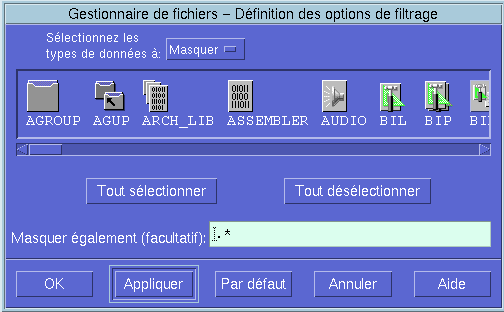 Gestionnaire de fichiers – Définition des options de filtrage
Sélectionnez les
types de données à: Masquer
AGROUP AGUP ARCH_LIB ASSEMBLER AUDIO BIL BIP
Tout sélectionner Tout désélectionner
Masquer également (facultatif): .*
OK Appliquer Par défaut Annuler Aide